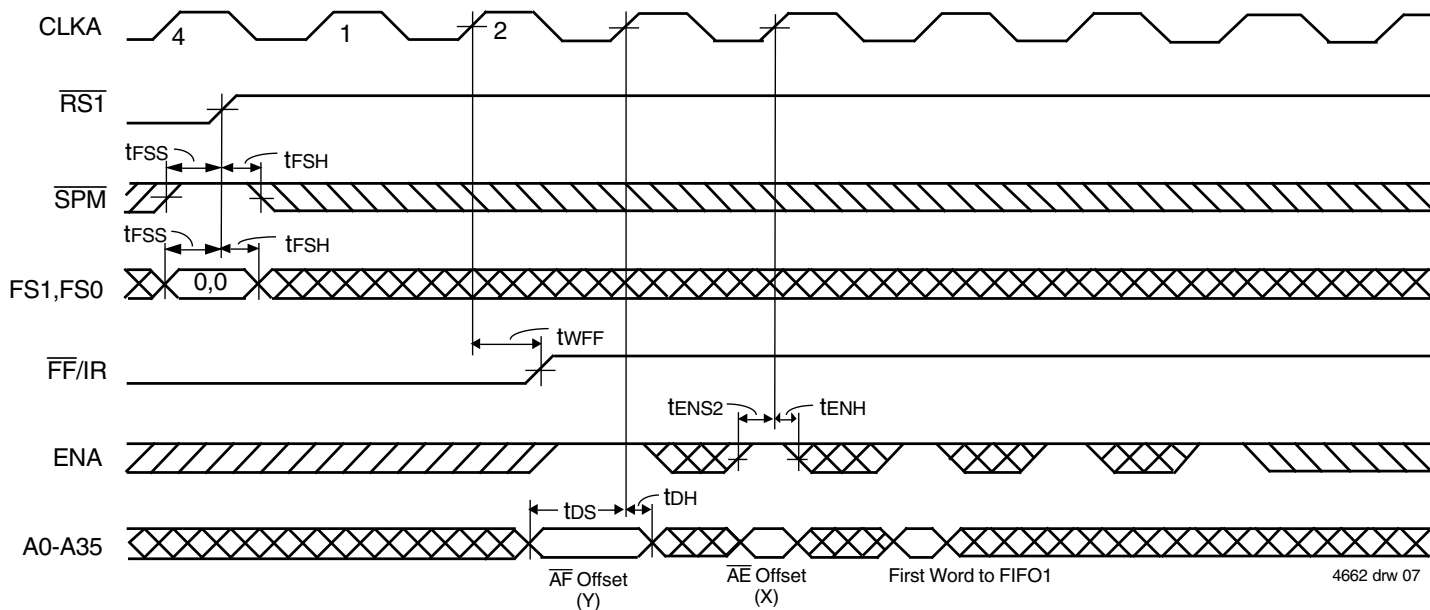 CLKA 4 1 2
RS1
tFSS tFSH
SPM
tFSS tFSH
FS1,FS0 0,0
tWFF
FF/IR
tENS2 tENH
ENA
tDS tDH
A0-A35
AF Offset
(Y)
AE Offset
(X)
First Word to FIFO1
4662 drw 07